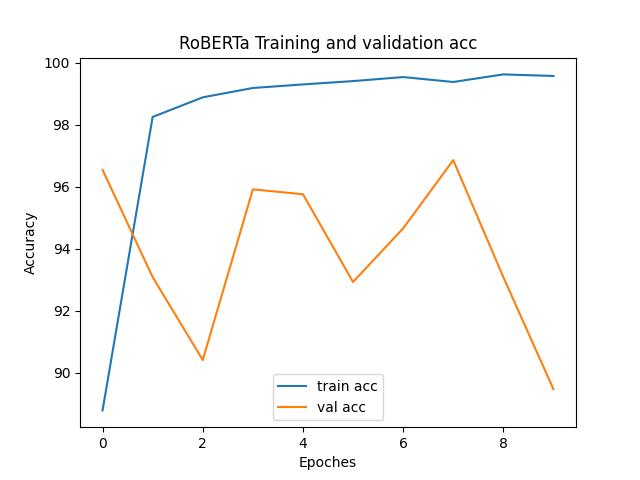 RoBERTa Training and validation acc
100
98
96
94
92
90
Accuracy
train acc
val acc
0 2 4 6 8
Epoches